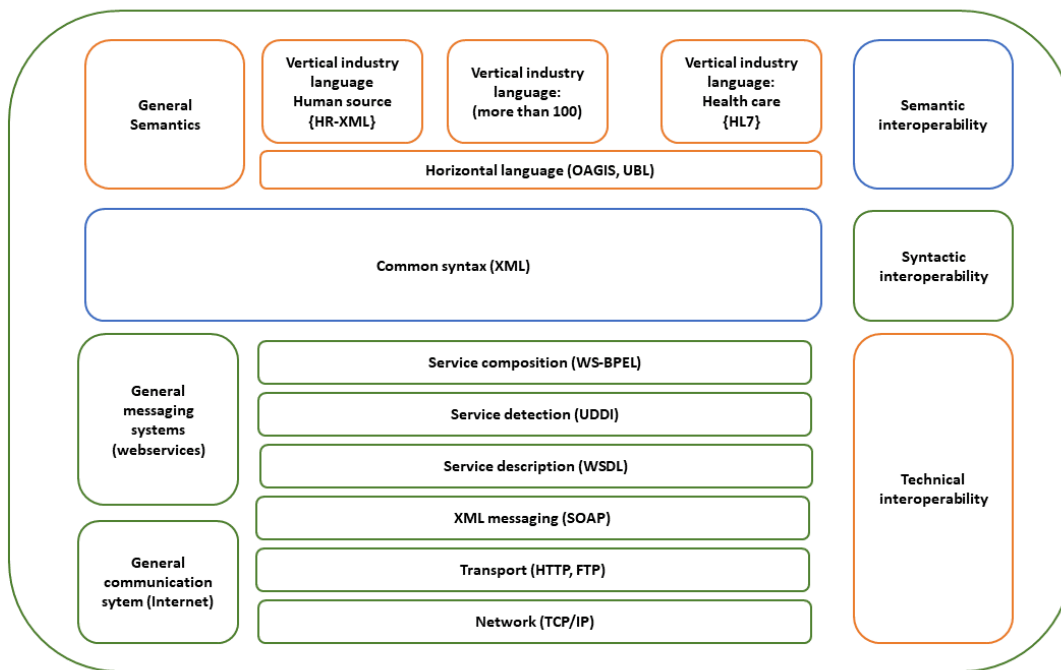 General
Semantics
Vertical industry
language
Human source
{HR-XML}
Vertical industry
language:
(more than 100)
Vertical industry
language:
Health care
{HL7}
Semantic
interoperability
Horizontal language (OAGIS, UBL)
Common syntax (XML)
Syntactic
interoperability
General
messaging
systems
(webservices)
Service composition (WS-BPEL)
Service detection (UDDI)
Service description (WSDL)
Technical
interoperability
General
communication
sytem (Internet)
XML messaging (SOAP)
Transport (HTTP, FTP)
Network (TCP/IP)